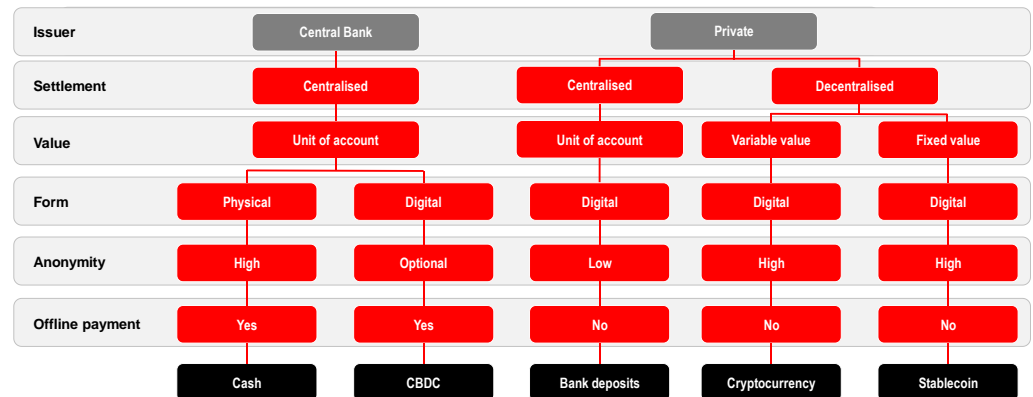 Issuer
Central Bank
Private
Settlement
Centralised
Centralised
Decentralised
Value
Unit of account
Unit of account
Variable value
Fixed value
Form
Physical
Digital
Digital
Digital
Digital
Anonymity
High
Optional
Low
High
High
Offline payment
Yes
Yes
No
No
No
Cash
CBDC
Bank deposits
Cryptocurrency
Stablecoin